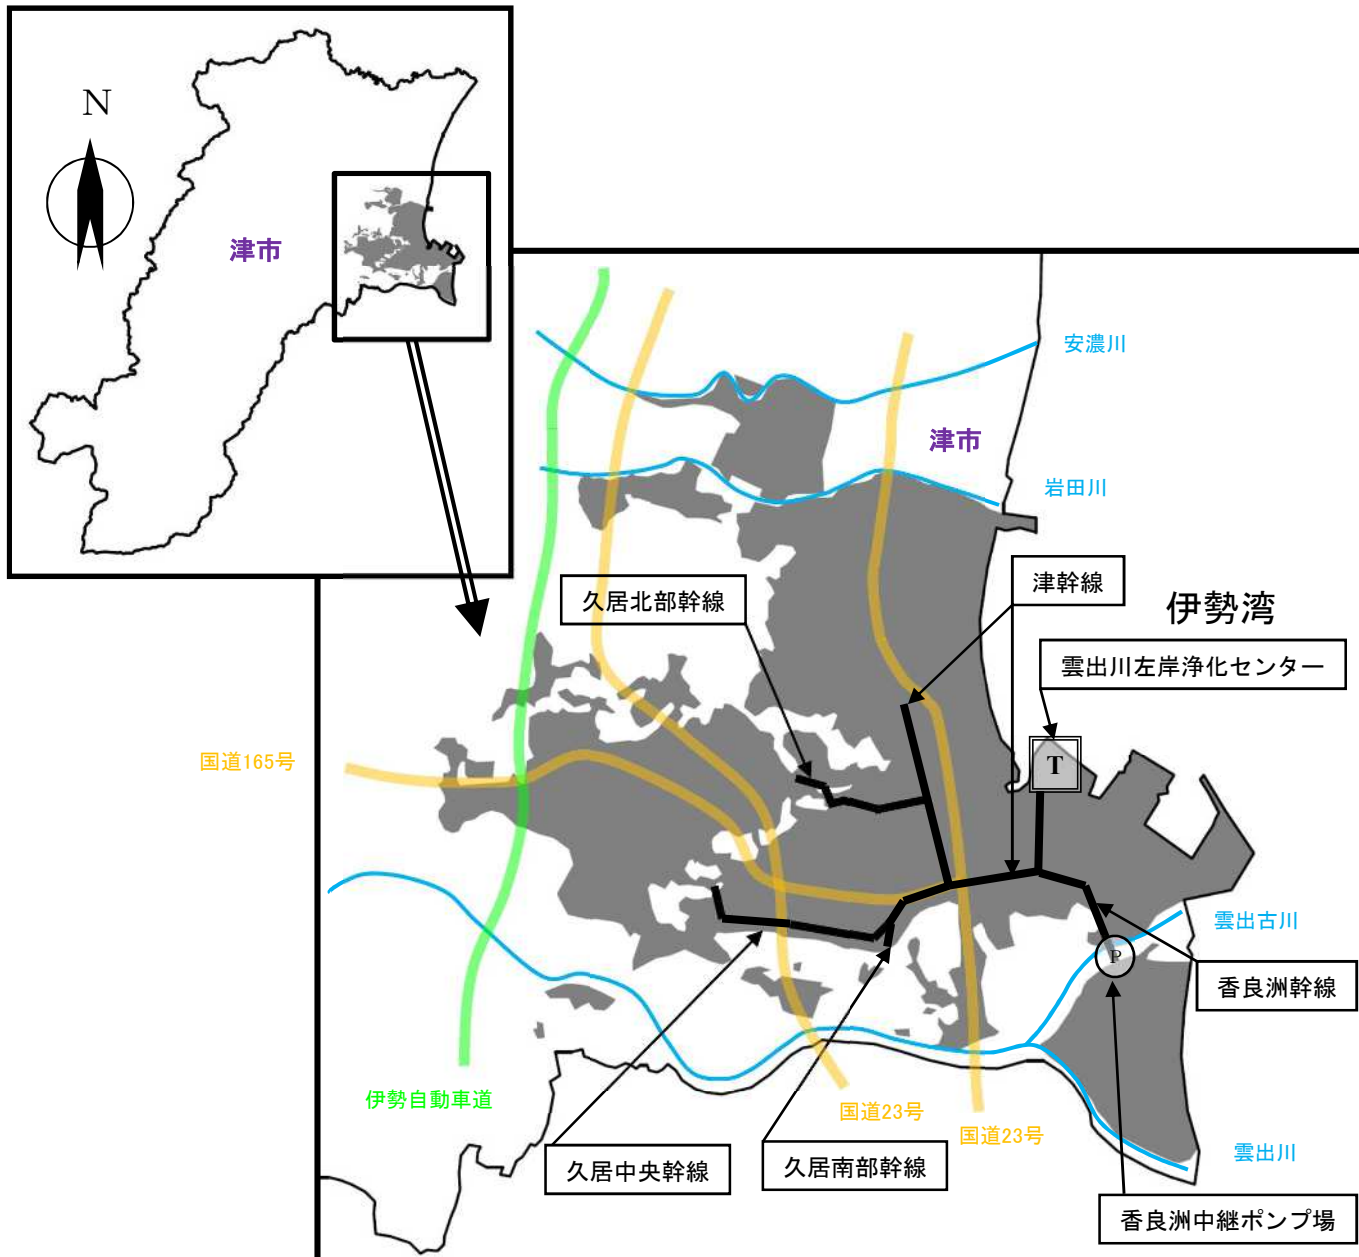 N
津市
安濃川
津市
岩田川
津幹線
久居北部幹線
伊勢湾
雲出川左岸浄化センター
国道165号
T
雲出古川
P
香良洲幹線
伊勢自動車道
国道23号
国道23号
久居中央幹線
久居南部幹線
雲出川
香良洲中継ポンプ場